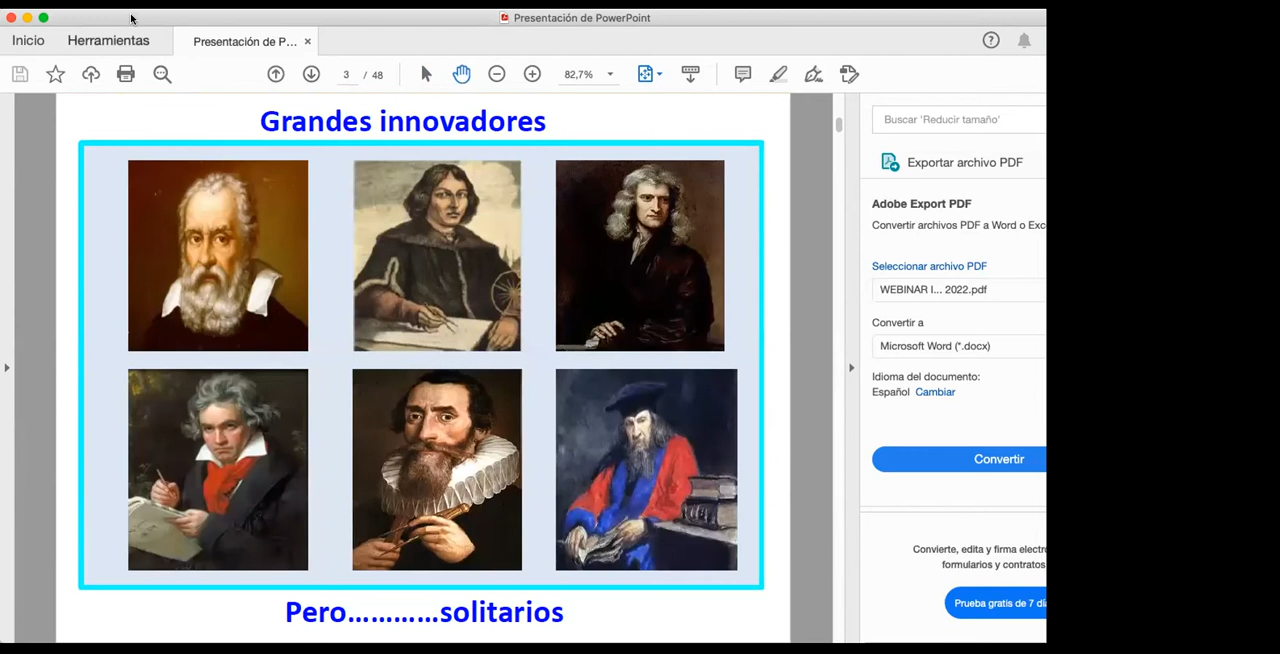 Presentación de PowerPoint
Inicio
Herramientas
Presentación de P...
3 / 48
82,7%
Grandes innovadores
Pero............solitarios
Buscar 'Reducir tamaño'
Exportar archivo PDF
Adobe Export PDF
Convertir archivos PDF a Word o Exc
Seleccionar archivo PDF
WEBINAR I... 2022.pdf
Convertir a
Microsoft Word (*.docx)
Idioma del documento:
Español Cambiar
Convertir
Convierte, edita y firma electro
formularios y contratos
Prueba gratis de 7 día